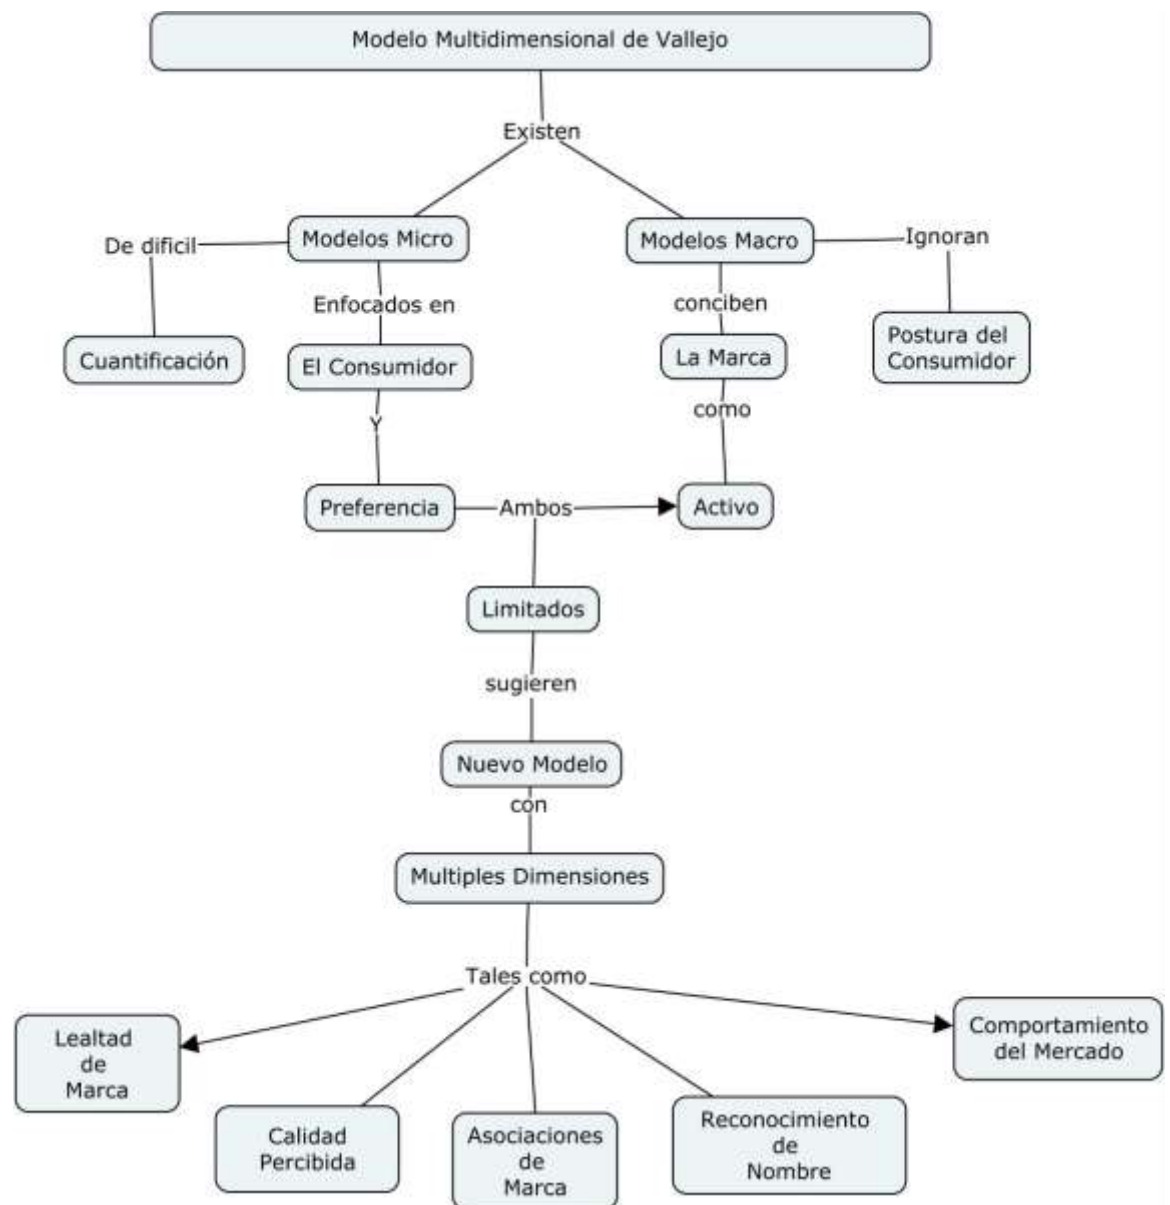 Modelo Multidimensional de Vallejo
Existen
De dificil
Modelos Micro
Modelos Macro
Ignoran
Enfocados en
conciben
Cuantificación
El Consumidor
La Marca
Postura del
Consumidor
Y
como
Preferencia
Ambos
Activo
Limitados
sugieren
Nuevo Modelo
con
Multiples Dimensiones
Tales como
Lealtad
de
Marca
Calidad
Percibida
Asociaciones
de
Marca
Reconocimiento
de
Nombre
Comportamiento
del Mercado